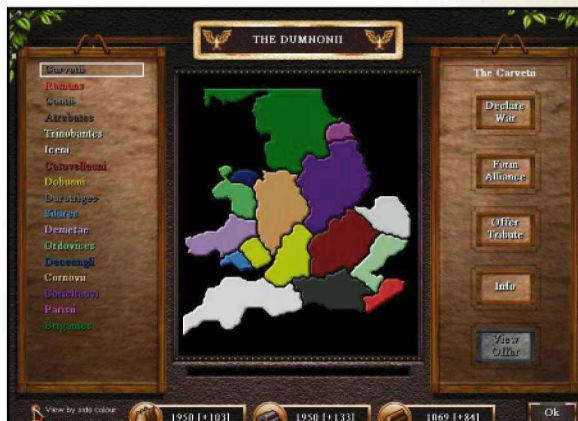 THE DUMNONII
Carvetii
Romans
Cantii
Atrebates
Trinobantes
Iceni
Catuvellauni
Dobunni
Durotriges
Silures
Demetae
Ordovices
Deceangli
Cornovii
Coritani
Parisii
Brigantes
The Carvetii
Declare
War
Form
Alliance
Offer
Tribute
Info
View
Offer
View by side colour
1950 [+103]
1950 [+133]
1069 [+84]
Ok